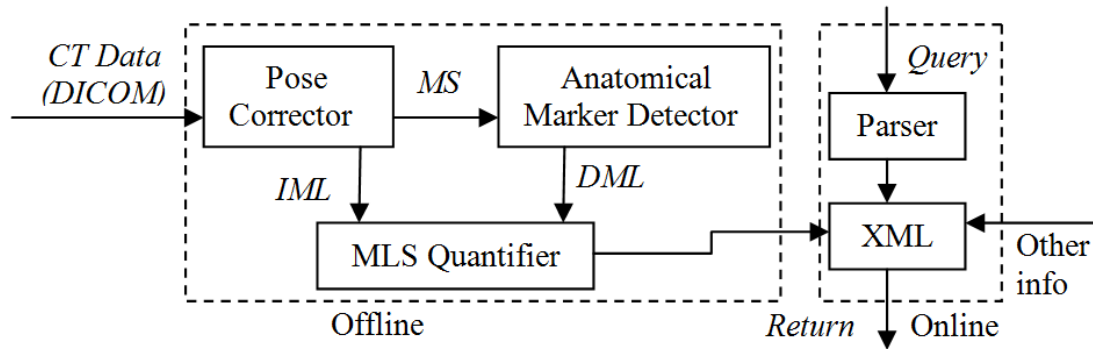 CT Data
(DICOM)
Pose
Corrector
MS
Anatomical
Marker Detector
IML
DML
MLS Quantifier
Offline
Query
Parser
XML
Other
info
Return
Online